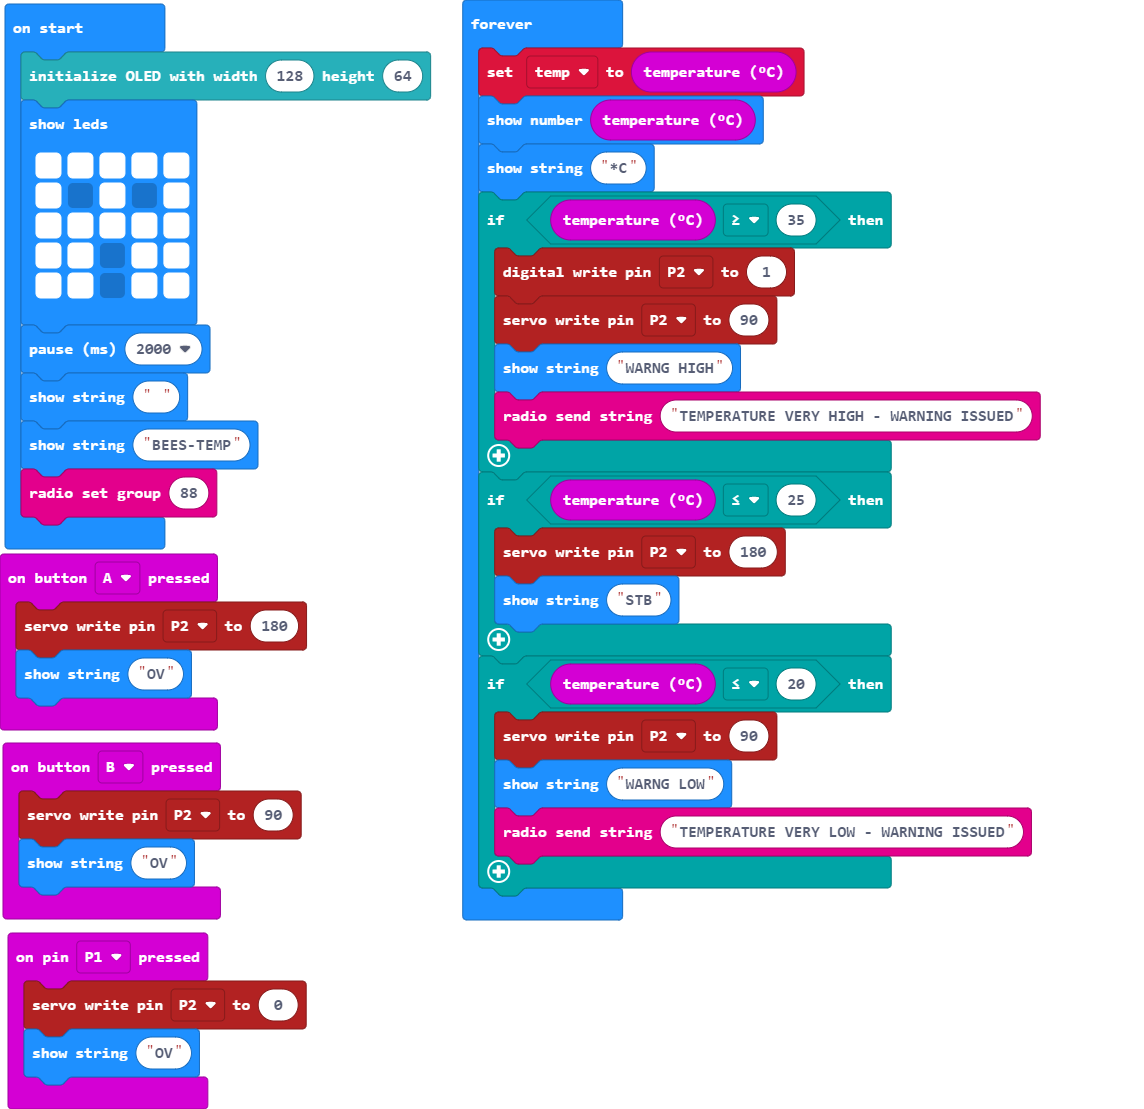 on start
initialize OLED with width 128 height 64
show leds
pause (ms) 2000
show string " "
show string "BEES-TEMP"
radio set group 88
on button A pressed
servo write pin P2 to 180
show string "OV"
on button B pressed
servo write pin P2 to 90
show string "OV"
on pin P1 pressed
servo write pin P2 to 0
show string "OV"
forever
set temp to temperature (ºC)
show number temperature (ºC)
show string "*C"
if temperature (ºC) ≥ 35 then
digital write pin P2 to 1
servo write pin P2 to 90
show string "WARNG HIGH"
radio send string "TEMPERATURE VERY HIGH - WARNING ISSUED"
if temperature (ºC) ≤ 25 then
servo write pin P2 to 180
show string "STB"
if temperature (ºC) ≤ 20 then
servo write pin P2 to 90
show string "WARNG LOW"
radio send string "TEMPERATURE VERY LOW - WARNING ISSUED"